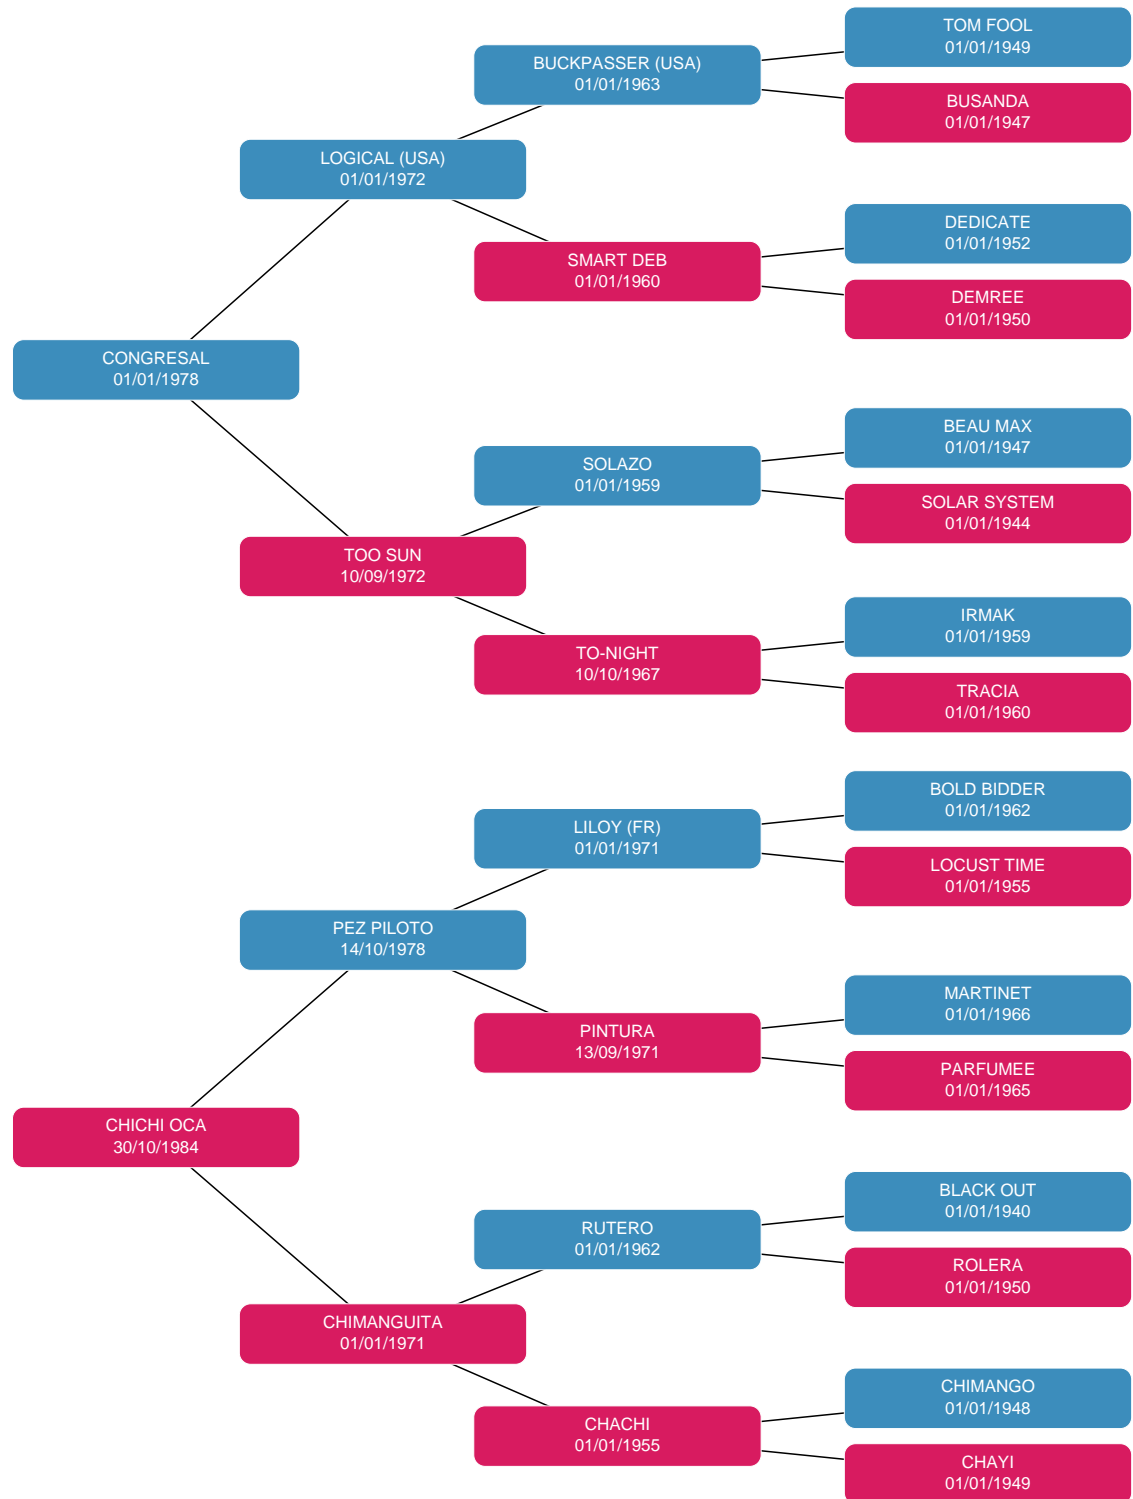 TOM FOOL
01/01/1949
BUCKPASSER (USA)
01/01/1963
BUSANDA
01/01/1947
LOGICAL (USA)
01/01/1972
DEDICATE
01/01/1952
SMART DEB
01/01/1960
DEMREE
01/01/1950
CONGRESAL
01/01/1978
BEAU MAX
01/01/1947
SOLAZO
01/01/1959
SOLAR SYSTEM
01/01/1944
TOO SUN
10/09/1972
IRMAK
01/01/1959
TO-NIGHT
10/10/1967
TRACIA
01/01/1960
BOLD BIDDER
01/01/1962
LILOY (FR)
01/01/1971
LOCUST TIME
01/01/1955
PEZ PILOTO
14/10/1978
MARTINET
01/01/1966
PINTURA
13/09/1971
PARFUMEE
01/01/1965
CHICHI OCA
30/10/1984
BLACK OUT
01/01/1940
RUTERO
01/01/1962
ROLERA
01/01/1950
CHIMANGUITA
01/01/1971
CHIMANGO
01/01/1948
CHACHI
01/01/1955
CHAYI
01/01/1949